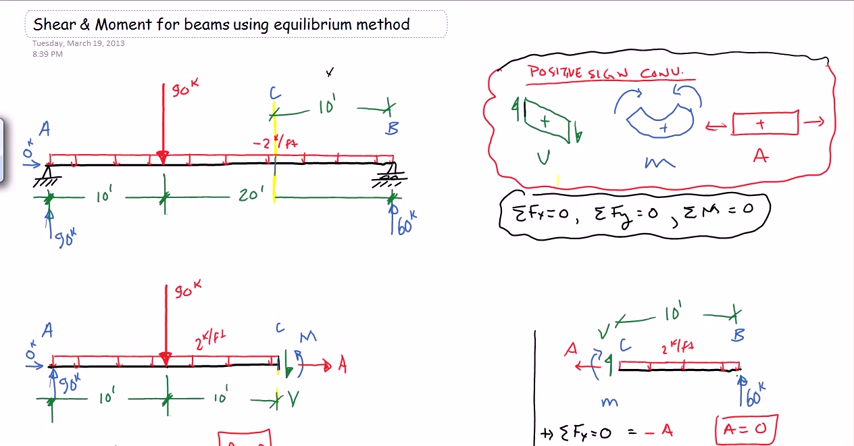 Shear & Moment for beams using equilibrium method
Tuesday, March 19, 2013
8:39 PM
90ᴷ
C
10'
A
B
-2ᴷ/Ft
0ᴷ
10'
20'
90ᴷ
60ᴷ
POSITIVE SIGN CONV.
+
+
+
V
M
A
ΣFx=0, ΣFy=0, ΣM=0
90ᴷ
A
2ᴷ/Ft
C
M
0ᴷ
A
90ᴷ
10'
10'
V
10'
V
B
A
C
2ᴷ/Ft
M
60ᴷ
ΣFx=0 = -A
A=0